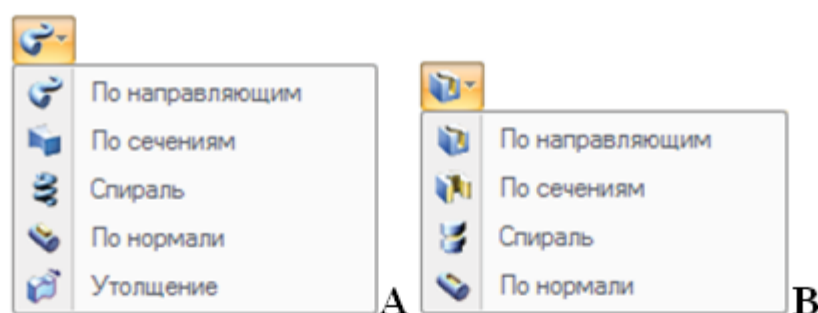 По направляющим
По сечениям
Спираль
По нормали
Утолщение
A
По направляющим
По сечениям
Спираль
По нормали
B